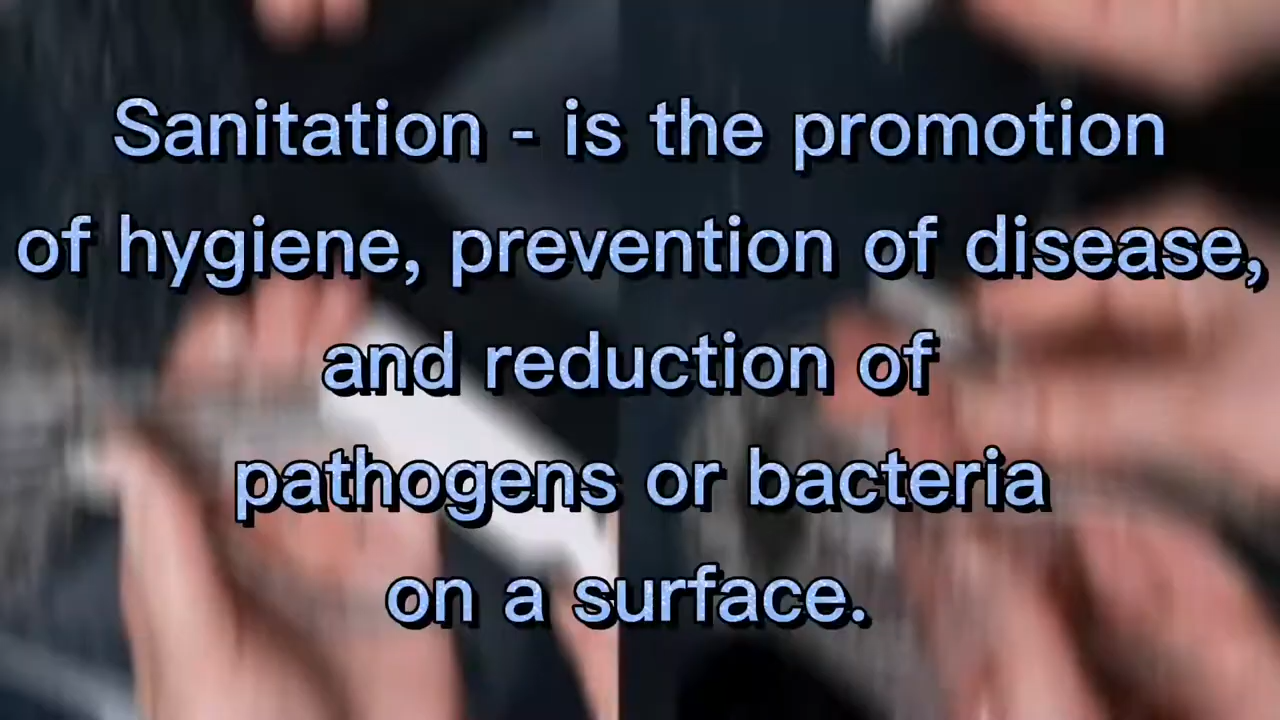 Sanitation - is the promotion
of hygiene, prevention of disease,
and reduction of
pathogens or bacteria
on a surface.